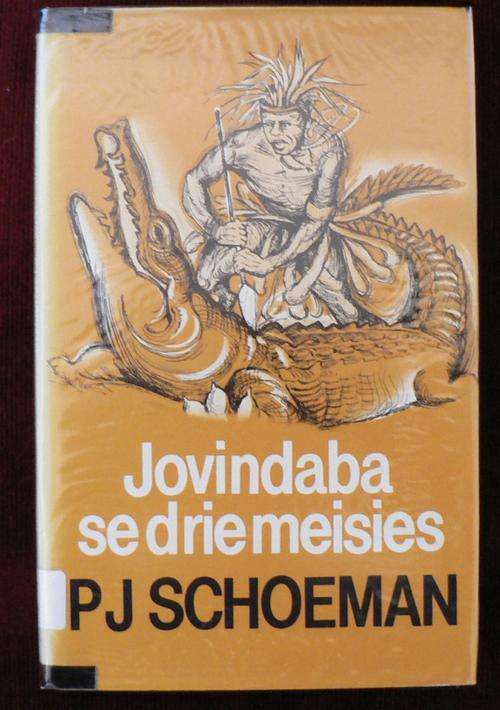 Jovindaba
se drie meisies
PJ SCHOEMAN